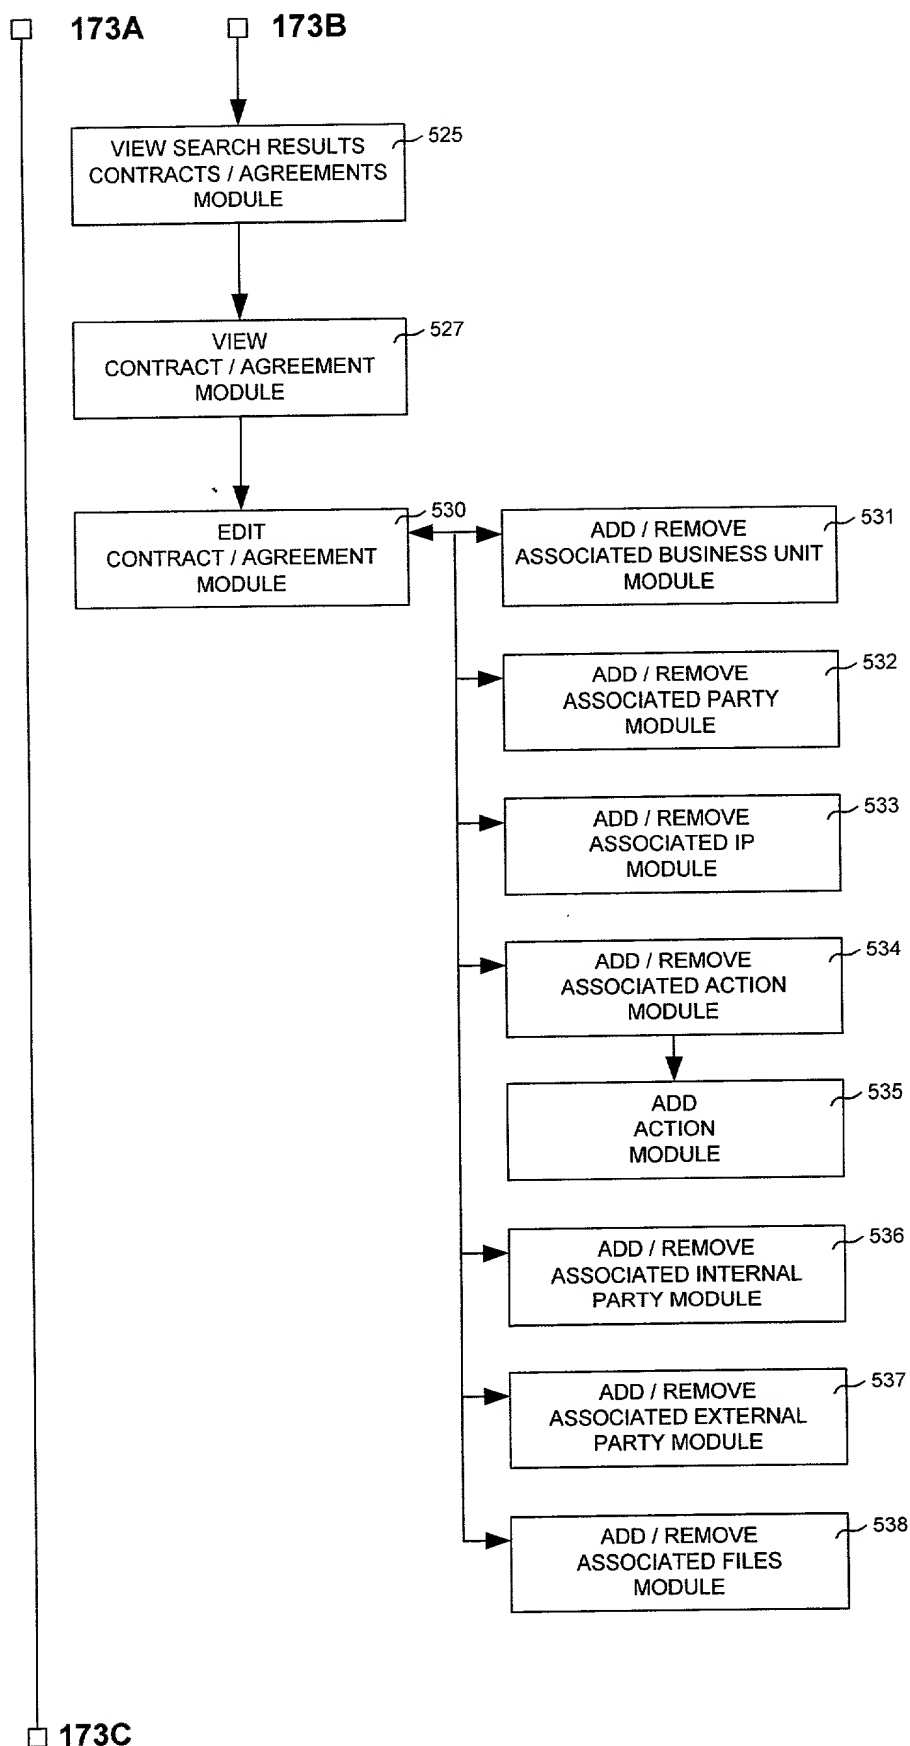 173A
173B
VIEW SEARCH RESULTS
CONTRACTS / AGREEMENTS
MODULE
525
VIEW
CONTRACT / AGREEMENT
MODULE
527
EDIT
CONTRACT / AGREEMENT
MODULE
530
ADD / REMOVE
ASSOCIATED BUSINESS UNIT
MODULE
531
ADD / REMOVE
ASSOCIATED PARTY
MODULE
532
ADD / REMOVE
ASSOCIATED IP
MODULE
533
ADD / REMOVE
ASSOCIATED ACTION
MODULE
534
ADD
ACTION
MODULE
535
ADD / REMOVE
ASSOCIATED INTERNAL
PARTY MODULE
536
ADD / REMOVE
ASSOCIATED EXTERNAL
PARTY MODULE
537
ADD / REMOVE
ASSOCIATED FILES
MODULE
538
173C